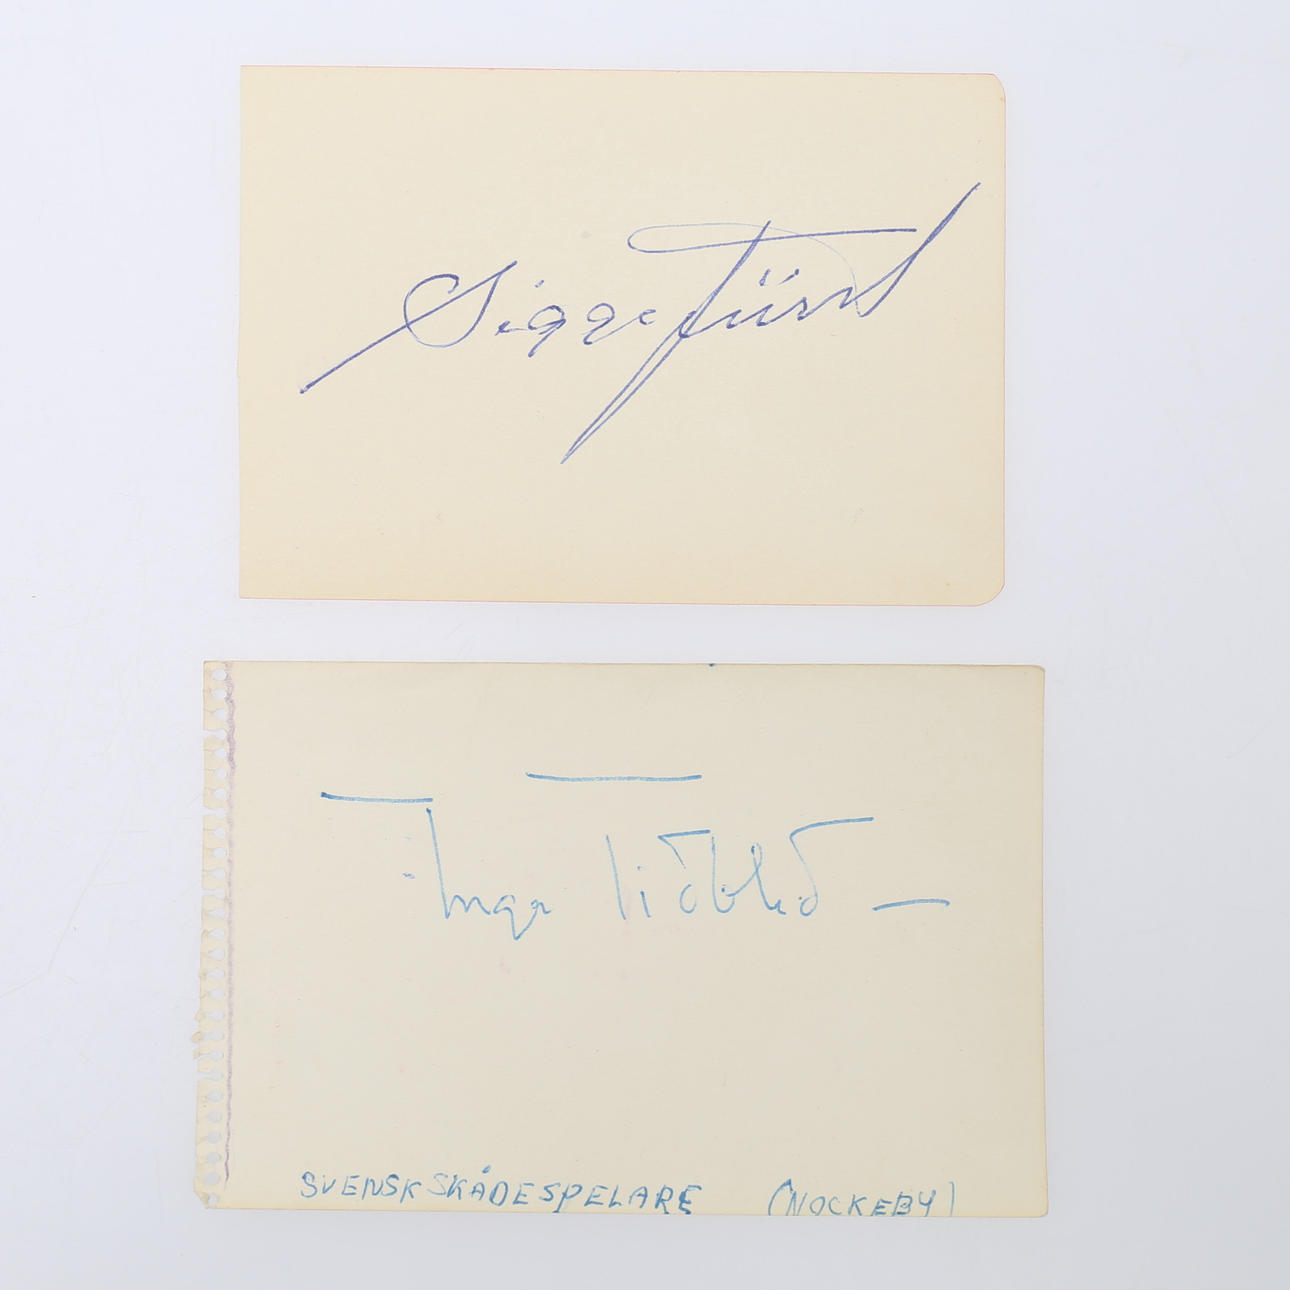 Sigge Fürst
Inga Tidblad
SVENSK SKÅDESPELARE (NOCKEBY)